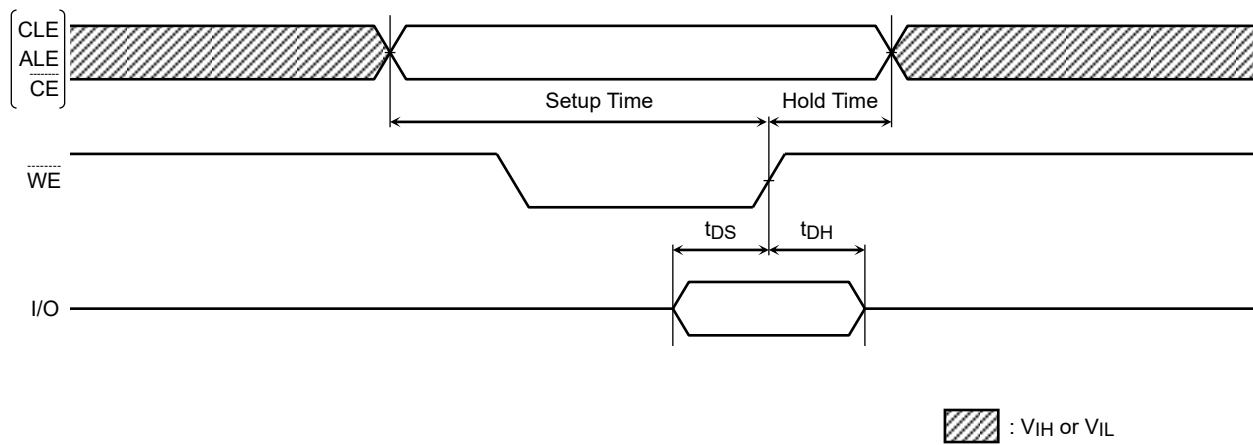 CLE
ALE
CE
Setup Time
Hold Time
WE
tDS
tDH
I/O
: VIH or VIL